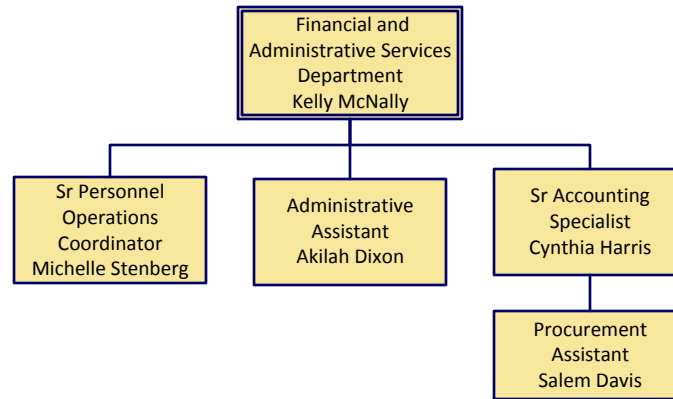 Financial and
Administrative Services
Department
Kelly McNally
Sr Personnel
Operations
Coordinator
Michelle Stenberg
Administrative
Assistant
Akilah Dixon
Sr Accounting
Specialist
Cynthia Harris
Procurement
Assistant
Salem Davis